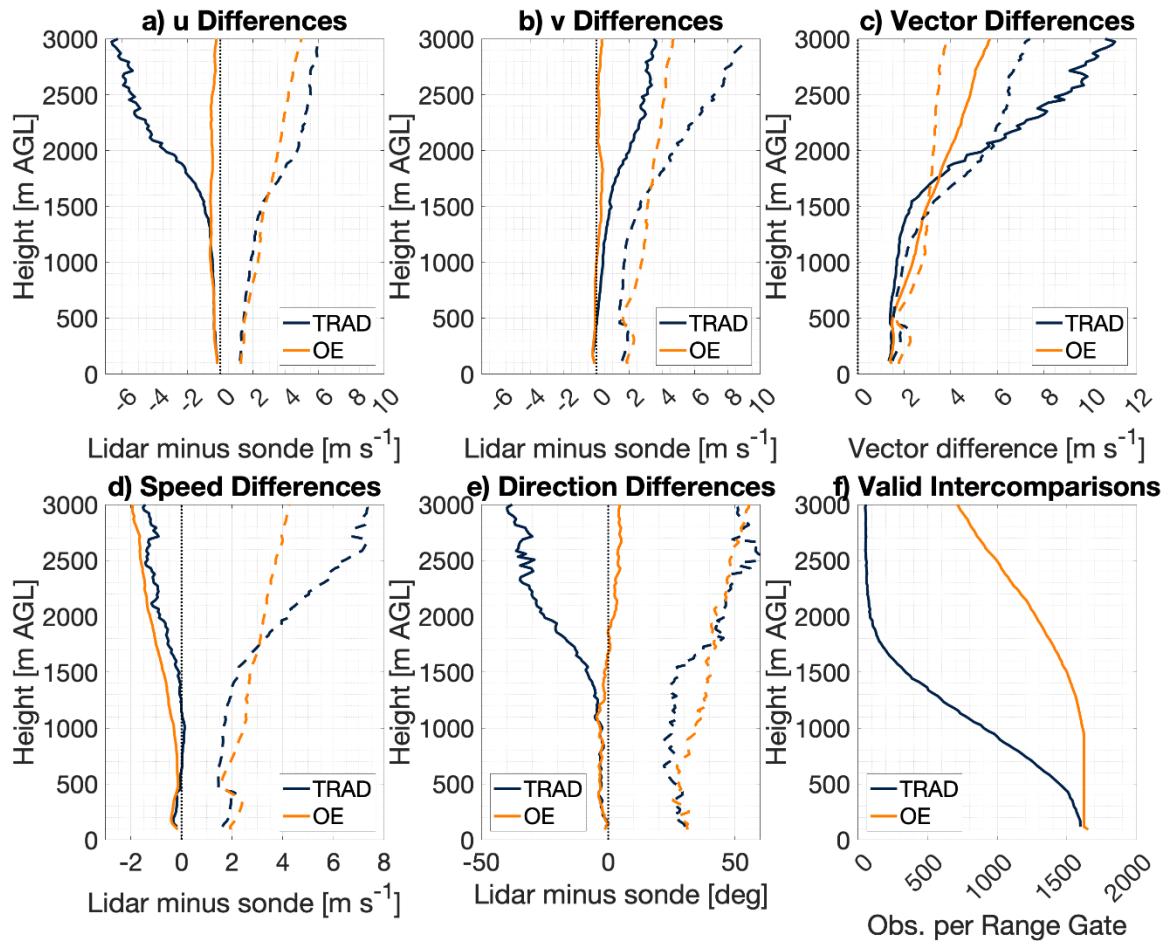 a) u Differences
3000
2500
2000
1500
1000
500
0
Height [m AGL]
TRAD
OE
-6 -4 -2 0 2 4 6 8 10
Lidar minus sonde [m s-1]
b) v Differences
3000
2500
2000
1500
1000
500
0
Height [m AGL]
TRAD
OE
-6 -4 -2 0 2 4 6 8 10
Lidar minus sonde [m s-1]
c) Vector Differences
3000
2500
2000
1500
1000
500
0
Height [m AGL]
TRAD
OE
0 2 4 6 8 10 12
Vector difference [m s-1]
d) Speed Differences
3000
2500
2000
1500
1000
500
0
Height [m AGL]
TRAD
OE
-2 0 2 4 6 8
Lidar minus sonde [m s-1]
e) Direction Differences
3000
2500
2000
1500
1000
500
0
Height [m AGL]
TRAD
OE
-50 0 50
Lidar minus sonde [deg]
f) Valid Intercomparisons
3000
2500
2000
1500
1000
500
0
Height [m AGL]
TRAD
OE
0 500 1000 1500 2000
Obs. per Range Gate